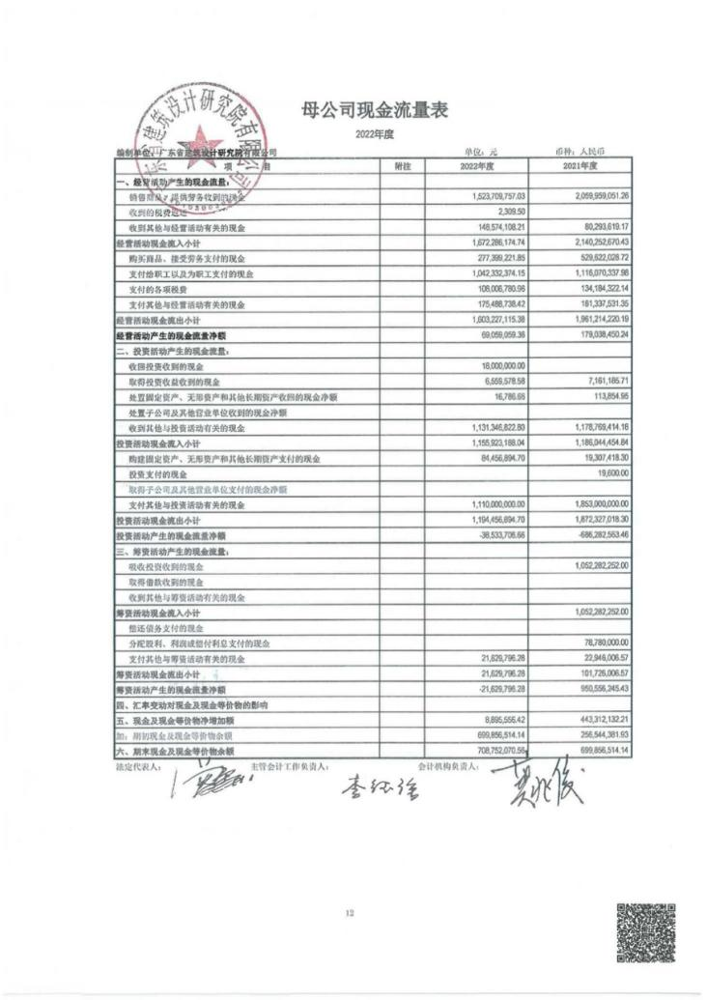 母公司现金流量表
2022年度
编制单位：广东省建筑设计研究院有限公司 单位：元 币种：人民币
项 目 附注 2022年度 2021年度
一、经营活动产生的现金流量：
销售商品、提供劳务收到的现金 1,523,709,757.03 2,059,959,051.26
收到的税费返还 2,309.50
收到其他与经营活动有关的现金 148,574,108.21 80,293,619.17
经营活动现金流入小计 1,672,286,174.74 2,140,252,670.43
购买商品、接受劳务支付的现金 277,399,221.85 529,622,028.72
支付给职工以及为职工支付的现金 1,042,332,374.15 1,116,070,337.98
支付的各项税费 108,006,780.96 134,184,322.14
支付其他与经营活动有关的现金 175,488,738.42 181,337,531.35
经营活动现金流出小计 1,603,227,115.38 1,961,214,220.19
经营活动产生的现金流量净额 69,059,059.36 179,038,450.24
二、投资活动产生的现金流量：
收回投资收到的现金 18,000,000.00
取得投资收益收到的现金 6,559,578.58 7,161,185.71
处置固定资产、无形资产和其他长期资产收回的现金净额 16,786.66 113,854.95
处置子公司及其他营业单位收到的现金净额
收到其他与投资活动有关的现金 1,131,346,822.80 1,178,769,414.18
投资活动现金流入小计 1,155,923,188.04 1,186,044,454.84
购建固定资产、无形资产和其他长期资产支付的现金 84,456,894.70 19,307,418.30
投资支付的现金 19,600.00
取得子公司及其他营业单位支付的现金净额
支付其他与投资活动有关的现金 1,110,000,000.00 1,853,000,000.00
投资活动现金流出小计 1,194,456,894.70 1,872,327,018.30
投资活动产生的现金流量净额 -38,533,706.66 -686,282,563.46
三、筹资活动产生的现金流量：
吸收投资收到的现金 1,052,282,252.00
取得借款收到的现金
收到其他与筹资活动有关的现金
筹资活动现金流入小计 1,052,282,252.00
偿还债务支付的现金
分配股利、利润或偿付利息支付的现金 78,780,000.00
支付其他与筹资活动有关的现金 21,629,796.28 22,946,006.57
筹资活动现金流出小计 21,629,796.28 101,726,006.57
筹资活动产生的现金流量净额 -21,629,796.28 950,556,245.43
四、汇率变动对现金及现金等价物的影响
五、现金及现金等价物净增加额 8,895,556.42 443,312,132.21
加：期初现金及现金等价物余额 699,856,514.14 256,544,381.93
六、期末现金及现金等价物余额 708,752,070.56 699,856,514.14
法定代表人： 主管会计工作负责人： 会计机构负责人：
12